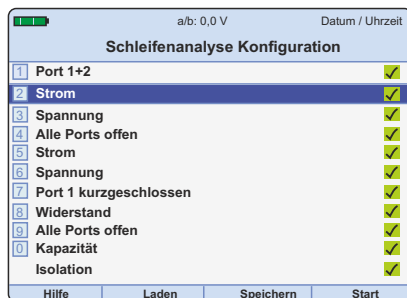 a/b: 0,0 V Datum / Uhrzeit
Schleifenanalyse Konfiguration
1 Port 1+2
2 Strom
3 Spannung
4 Alle Ports offen
5 Strom
6 Spannung
7 Port 1 kurzgeschlossen
8 Widerstand
9 Alle Ports offen
0 Kapazität
Isolation
Hilfe Laden Speichern Start